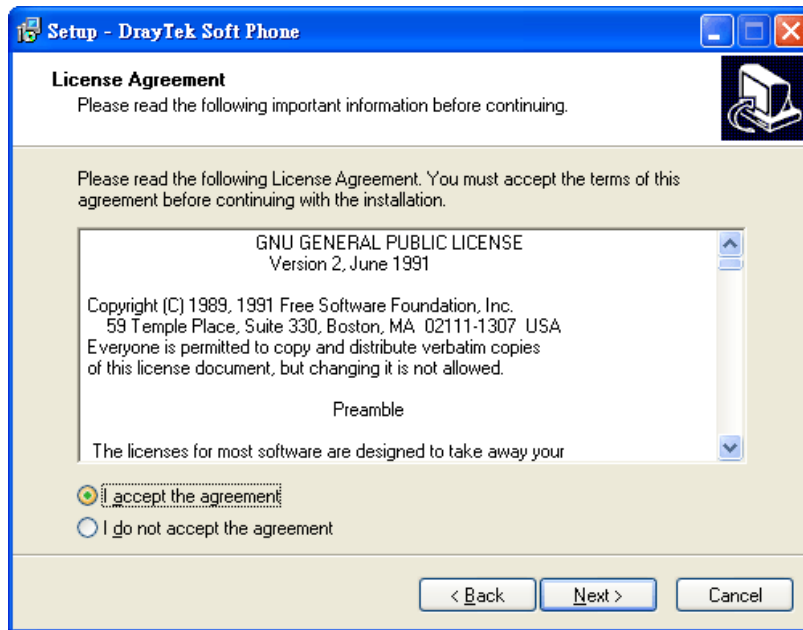 Setup - DrayTek Soft Phone
License Agreement
Please read the following important information before continuing.
Please read the following License Agreement. You must accept the terms of this
agreement before continuing with the installation.
GNU GENERAL PUBLIC LICENSE
Version 2, June 1991
Copyright (C) 1989, 1991 Free Software Foundation, Inc.
59 Temple Place, Suite 330, Boston, MA  02111-1307  USA
Everyone is permitted to copy and distribute verbatim copies
of this license document, but changing it is not allowed.
Preamble
The licenses for most software are designed to take away your
I accept the agreement
I do not accept the agreement
< Back
Next >
Cancel